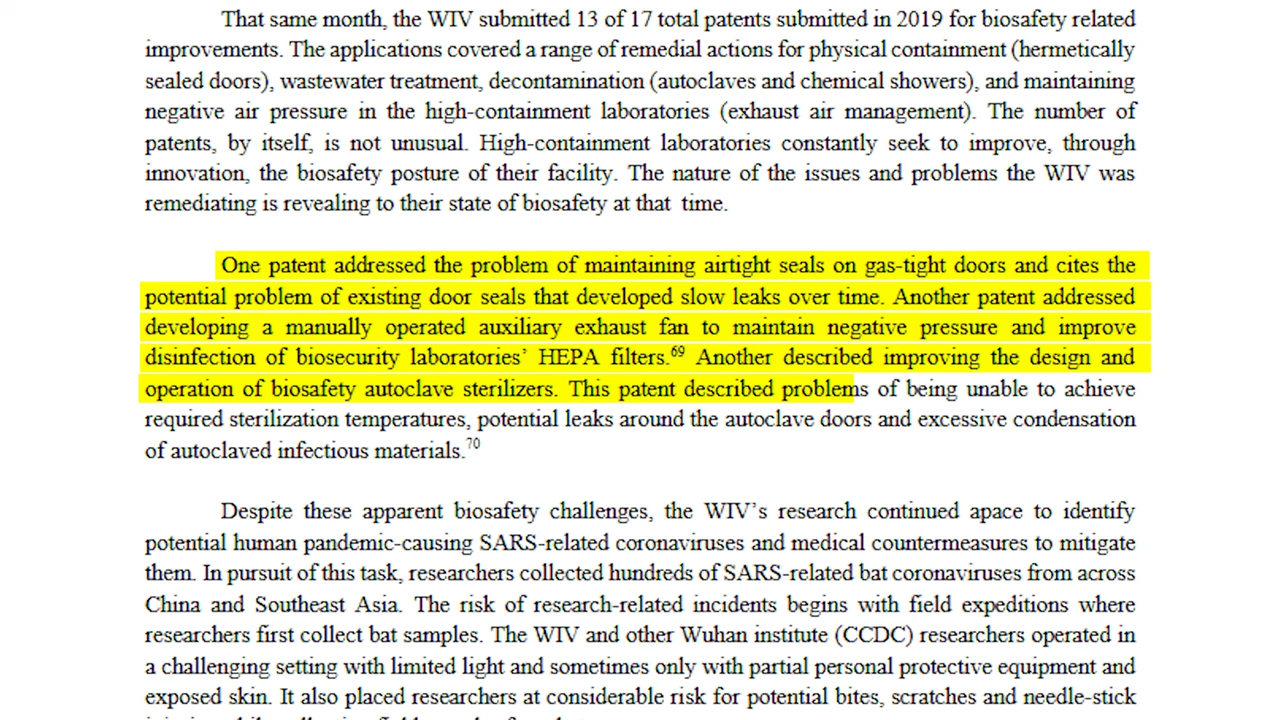 That same month, the WIV submitted 13 of 17 total patents submitted in 2019 for biosafety related
improvements. The applications covered a range of remedial actions for physical containment (hermetically
sealed doors), wastewater treatment, decontamination (autoclaves and chemical showers), and maintaining
negative air pressure in the high-containment laboratories (exhaust air management). The number of
patents, by itself, is not unusual. High-containment laboratories constantly seek to improve, through
innovation, the biosafety posture of their facility. The nature of the issues and problems the WIV was
remediating is revealing to their state of biosafety at that time.
One patent addressed the problem of maintaining airtight seals on gas-tight doors and cites the
potential problem of existing door seals that developed slow leaks over time. Another patent addressed
developing a manually operated auxiliary exhaust fan to maintain negative pressure and improve
disinfection of biosecurity laboratories’ HEPA filters.69 Another described improving the design and
operation of biosafety autoclave sterilizers. This patent described problems of being unable to achieve
required sterilization temperatures, potential leaks around the autoclave doors and excessive condensation
of autoclaved infectious materials.70
Despite these apparent biosafety challenges, the WIV’s research continued apace to identify
potential human pandemic-causing SARS-related coronaviruses and medical countermeasures to mitigate
them. In pursuit of this task, researchers collected hundreds of SARS-related bat coronaviruses from across
China and Southeast Asia. The risk of research-related incidents begins with field expeditions where
researchers first collect bat samples. The WIV and other Wuhan institute (CCDC) researchers operated in
a challenging setting with limited light and sometimes only with partial personal protective equipment and
exposed skin. It also placed researchers at considerable risk for potential bites, scratches and needle-stick